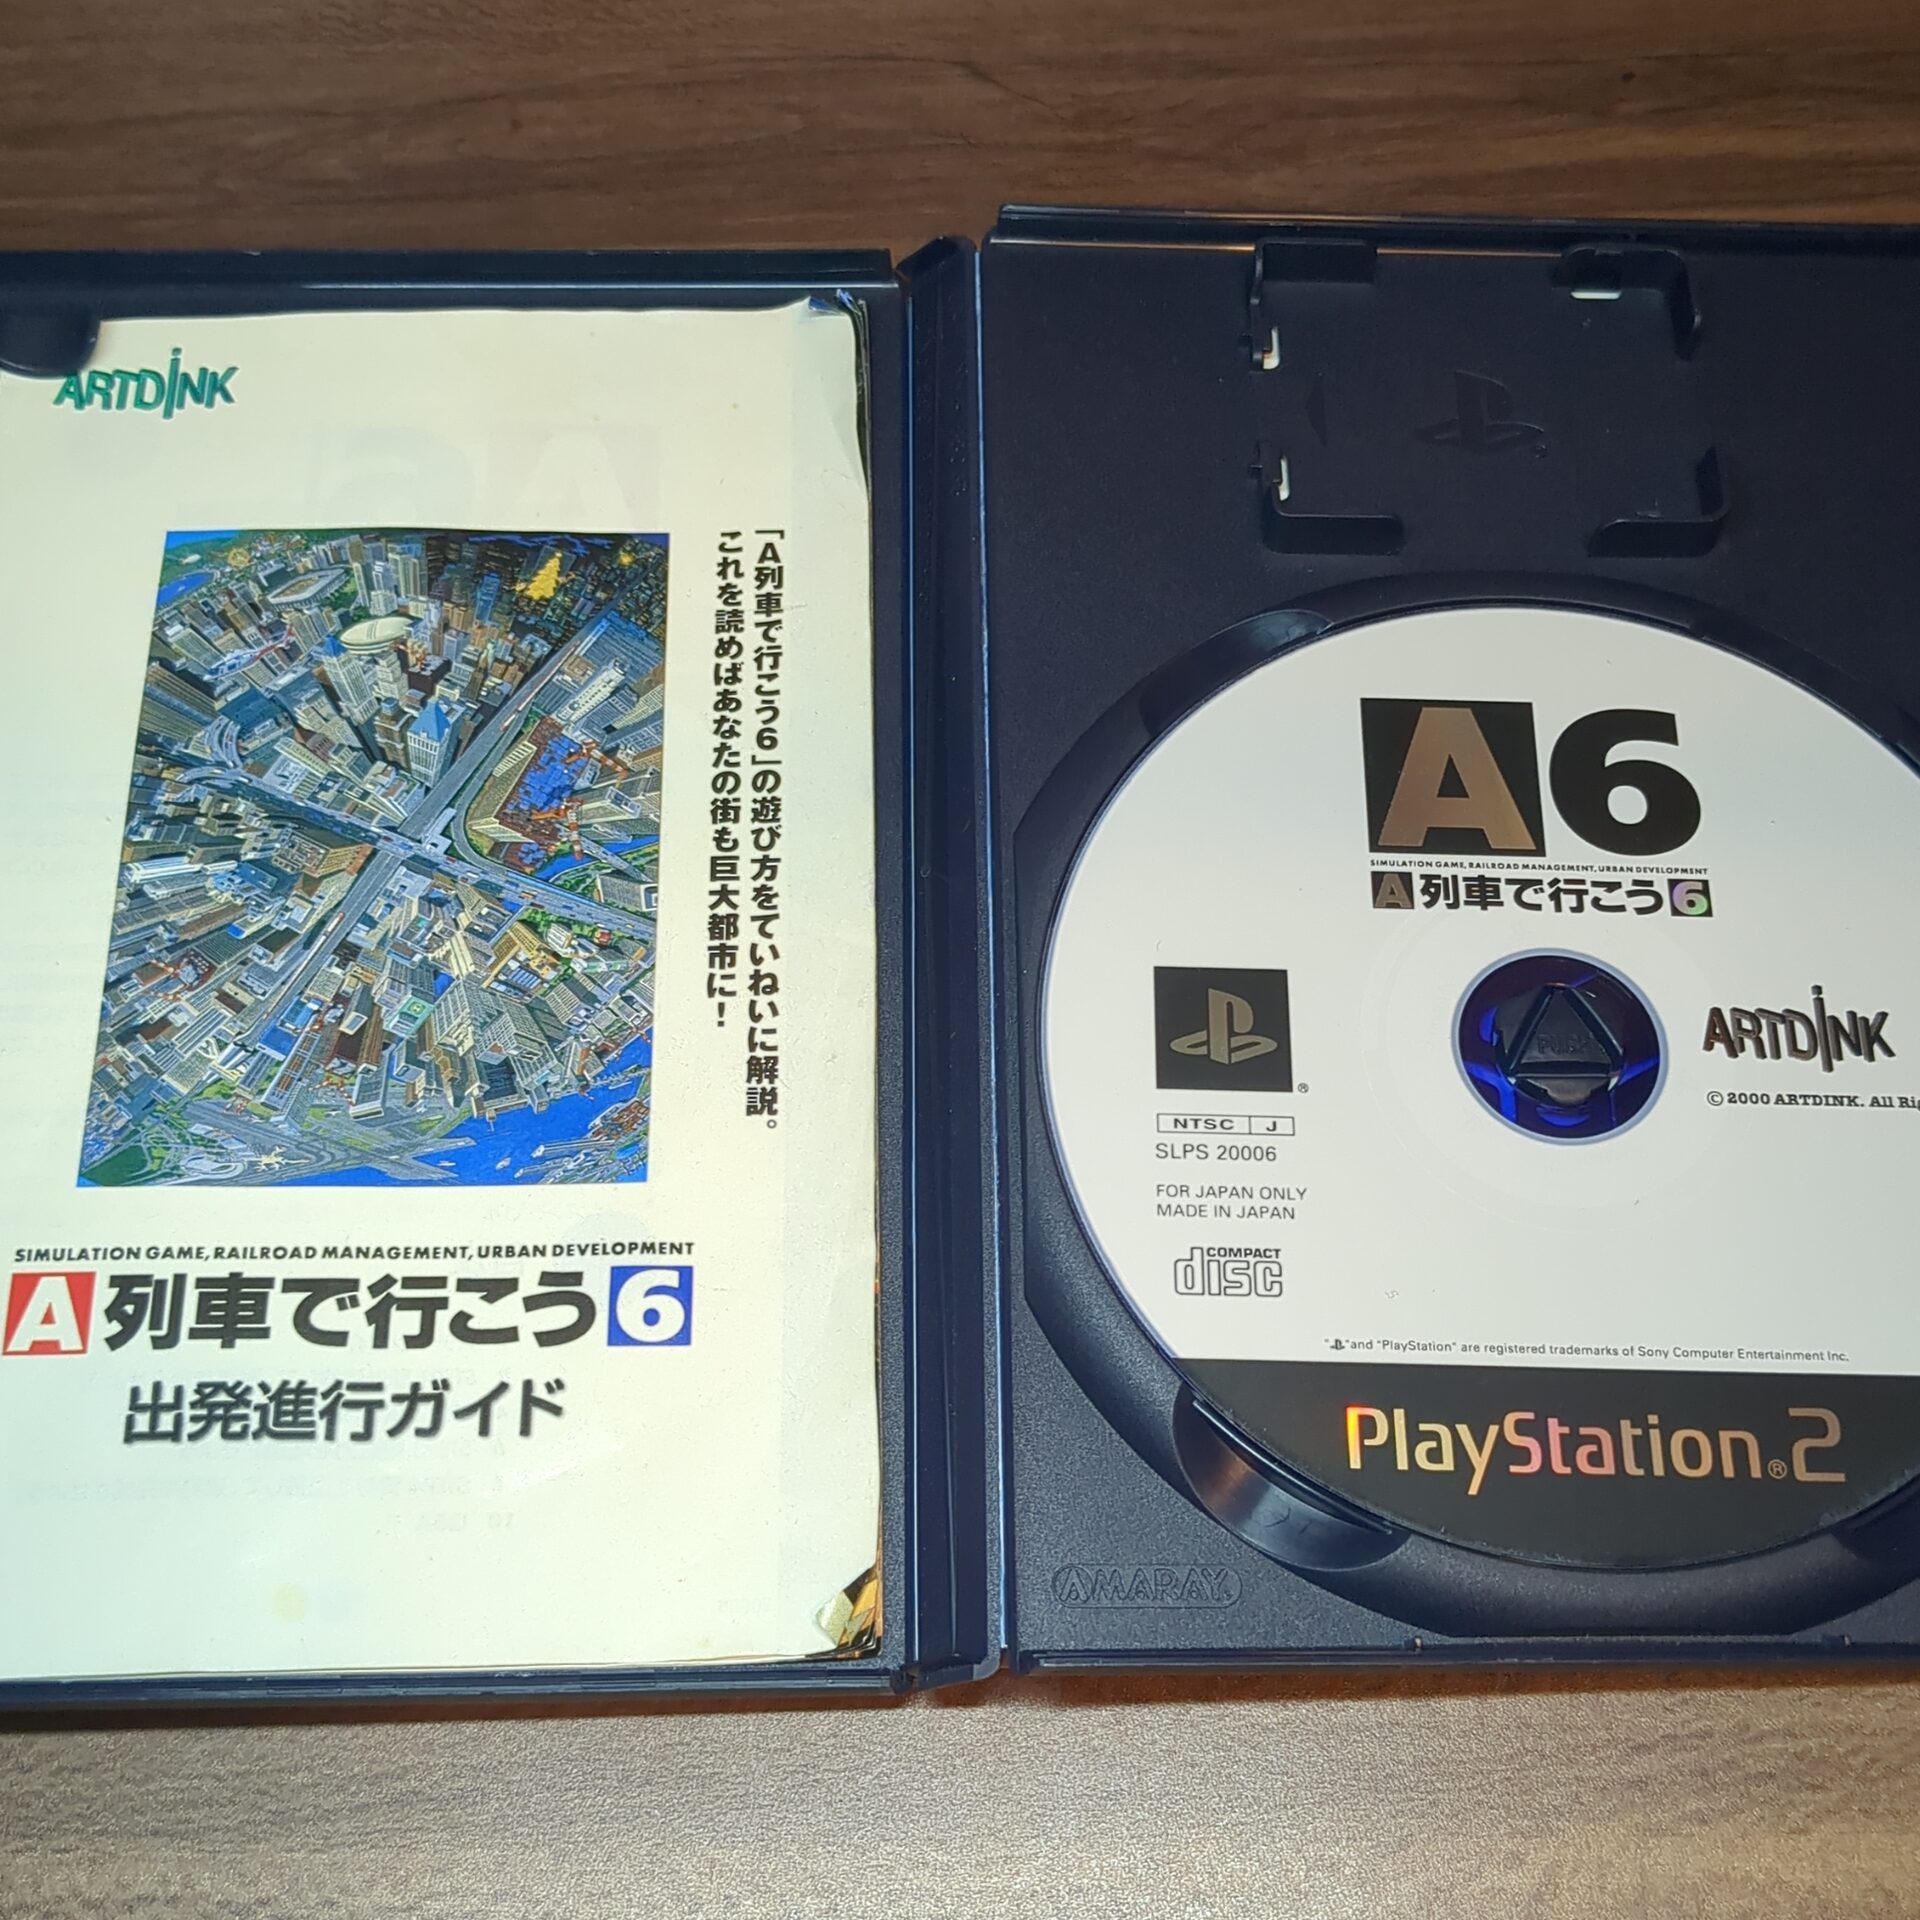 ARTDINK
「A列車で行こう6」の遊び方をていねいに解説。
これを読めばあなたの街も巨大都市に!
SIMULATION GAME, RAILROAD MANAGEMENT, URBAN DEVELOPMENT
A列車で行こう6
出発進行ガイド
A6
SIMULATION GAME, RAILROAD MANAGEMENT, URBAN DEVELOPMENT
A列車で行こう6
®
NTSC J
SLPS 20006
FOR JAPAN ONLY
MADE IN JAPAN
COMPACT
disc
PUSH
ARTDINK
© 2000 ARTDINK. All
" " and "PlayStation" are registered trademarks of Sony Computer Entertainment Inc.
PlayStation®2
AMARAY